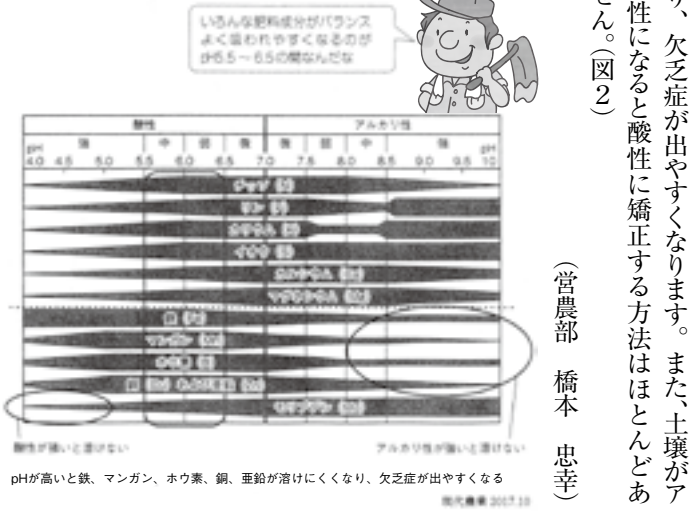 り、欠乏症が出やすくなります。また、土壌がア
性になると酸性に矯正する方法はほとんどあ
せん。(図2)
(営農部 橋本 忠幸)
いろんな肥料成分がバランス
よく吸われやすくなるのが
pH5.5～6.5の間なんだな
酸性 アルカリ性
強 中 弱 微 微 弱 中 強
pH 4.0 4.5 5.0 5.5 6.0 6.5 7.0 7.5 8.0 8.5 9.0 9.5 10 pH
チッソ(N)
リン(P)
カリウム(K)
イオウ(S)
カルシウム(Ca)
マグネシウム(Mg)
鉄(Fe)
マンガン(Mn)
ホウ素(B)
銅(Cu)および亜鉛(Zn)
モリブデン(Mo)
酸性が強いと溶けない アルカリ性が強いと溶けない
pHが高いと鉄、マンガン、ホウ素、銅、亜鉛が溶けにくくなり、欠乏症が出やすくなる
現代農業 2017.10